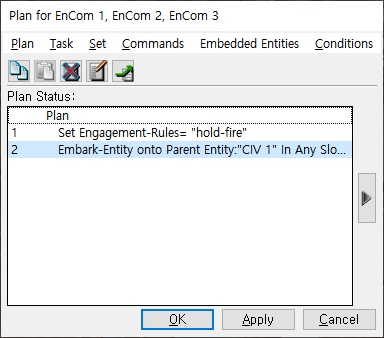 Plan for EnCom 1, EnCom 2, EnCom 3
Plan Task Set Commands Embedded Entities Conditions
Plan Status:
Plan
1 Set Engagement-Rules= "hold-fire"
2 Embark-Entity onto Parent Entity:"CIV 1" In Any Slo...
OK Apply Cancel